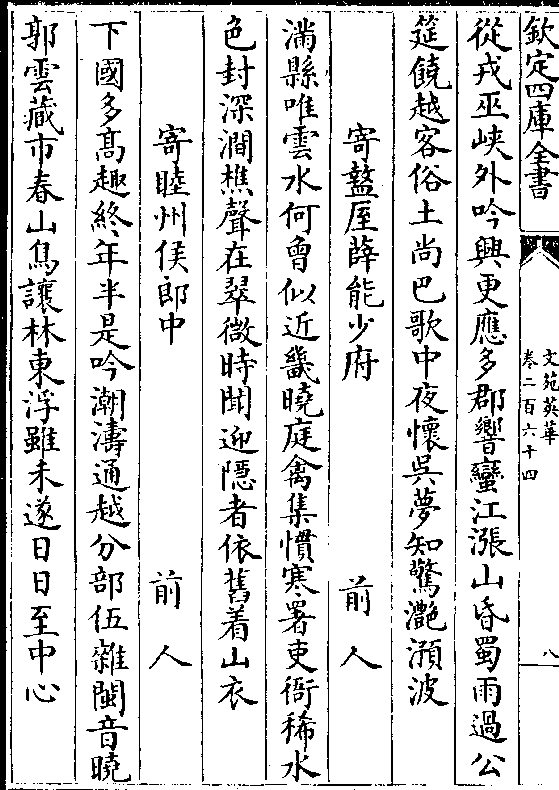 欽定四庫全書
文苑英華
卷二百六十四
八
從戎巫峽外吟興更應多郡響蠻江漲山昏蜀雨過公
筵饒越客俗土尚巴歌中夜懷吳夢知驚灧澦波
寄盩厔薛能少府 前人
滿縣唯雲水何曾似近畿曉庭禽集慣寒署吏衙稀水
色封深澗樵聲在翠微時聞迎隱者依舊着山衣
寄睦州侯郎中 前人
下國多髙趣終年半是吟潮濤通越分部伍雜閩音曉
郭雲藏市春山鳥讓林東浮雖未遂日日至中心